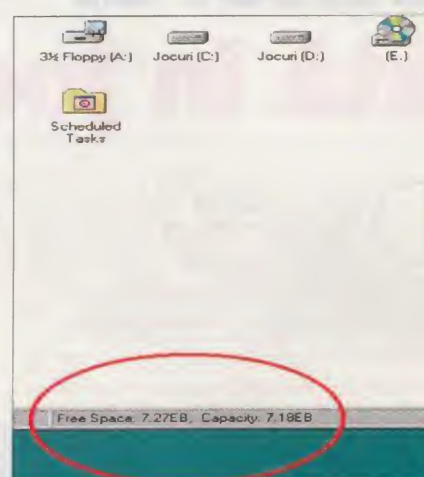 3½ Floppy (A:) Jocuri (C:) Jocuri (D:) (E:)
Scheduled
Tasks
Free Space: 7.27EB, Capacity: 7.18EB